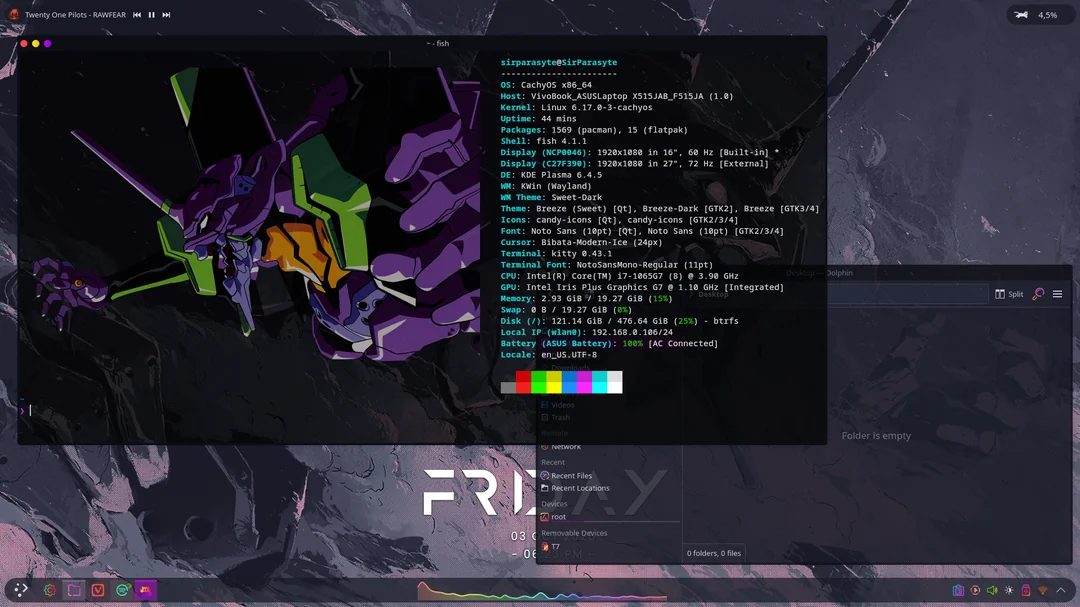 Twenty One Pilots - RAWFEAR
4,5%
~ - fish
sirparasyte@SirParasyte
-----------------------
OS: CachyOS x86_64
Host: VivoBook_ASUSLaptop X515JAB_F515JA (1.0)
Kernel: Linux 6.17.0-3-cachyos
Uptime: 44 mins
Packages: 1569 (pacman), 15 (flatpak)
Shell: fish 4.1.1
Display (NCP0046): 1920x1080 in 16", 60 Hz [Built-in] *
Display (C27F390): 1920x1080 in 27", 72 Hz [External]
DE: KDE Plasma 6.4.5
WM: KWin (Wayland)
WM Theme: Sweet-Dark
Theme: Breeze (Sweet) [Qt], Breeze-Dark [GTK2], Breeze [GTK3/4]
Icons: candy-icons [Qt], candy-icons [GTK2/3/4]
Font: Noto Sans (10pt) [Qt], Noto Sans (10pt) [GTK2/3/4]
Cursor: Bibata-Modern-Ice (24px)
Terminal: kitty 0.43.1
Terminal Font: NotoSansMono-Regular (11pt)
CPU: Intel(R) Core(TM) i7-1065G7 (8) @ 3.90 GHz
GPU: Intel Iris Plus Graphics G7 @ 1.10 GHz [Integrated]
Memory: 2.93 GiB / 19.27 GiB (15%)
Swap: 0 B / 19.27 GiB (0%)
Disk (/): 121.14 GiB / 476.64 GiB (25%) - btrfs
Local IP (wlan0): 192.168.0.106/24
Battery (ASUS Battery): 100% [AC Connected]
Locale: en_US.UTF-8
~
❯
Desktop — Dolphin
Desktop
Split
Downloads
Videos
Trash
Network
Recent
Recent Files
Recent Locations
Devices
root
Removable Devices
T7
Folder is empty
0 folders, 0 files
FRIDAY
03